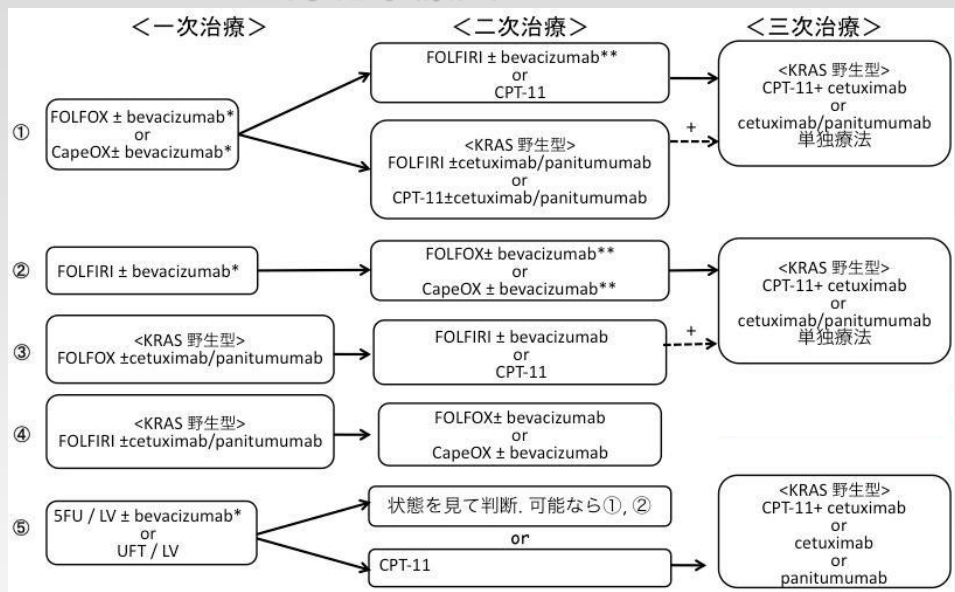 ＜一次治療＞
＜二次治療＞
＜三次治療＞
①
FOLFOX ± bevacizumab*
or
CapeOX± bevacizumab*
FOLFIRI ± bevacizumab**
or
CPT-11
<KRAS 野生型>
FOLFIRI ±cetuximab/panitumumab
or
CPT-11±cetuximab/panitumumab
+
<KRAS 野生型>
CPT-11+ cetuximab
or
cetuximab/panitumumab
単独療法
②
FOLFIRI ± bevacizumab*
FOLFOX± bevacizumab**
or
CapeOX ± bevacizumab**
<KRAS 野生型>
CPT-11+ cetuximab
or
cetuximab/panitumumab
単独療法
③
<KRAS 野生型>
FOLFOX ±cetuximab/panitumumab
FOLFIRI ± bevacizumab
or
CPT-11
+
④
<KRAS 野生型>
FOLFIRI ±cetuximab/panitumumab
FOLFOX± bevacizumab
or
CapeOX ± bevacizumab
⑤
5FU / LV ± bevacizumab*
or
UFT / LV
状態を見て判断. 可能なら①, ②
or
CPT-11
<KRAS 野生型>
CPT-11+ cetuximab
or
cetuximab
or
panitumumab